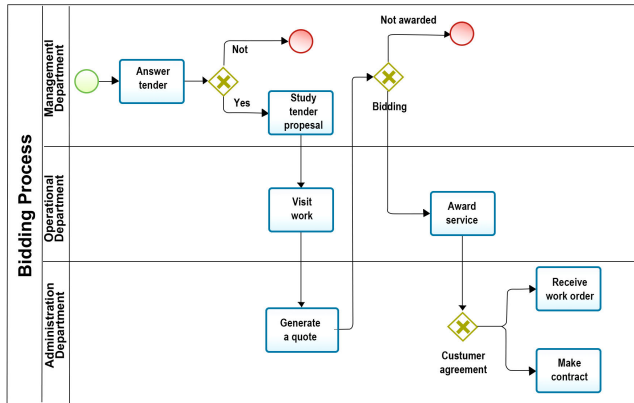 Bidding Process
Managementl
Department
Operational
Department
Administration
Department
Answer
tender
Not
Yes
Study
tender
propesal
Not awarded
Bidding
Visit
work
Award
service
Generate
a quote
Custumer
agreement
Receive
work order
Make
contract